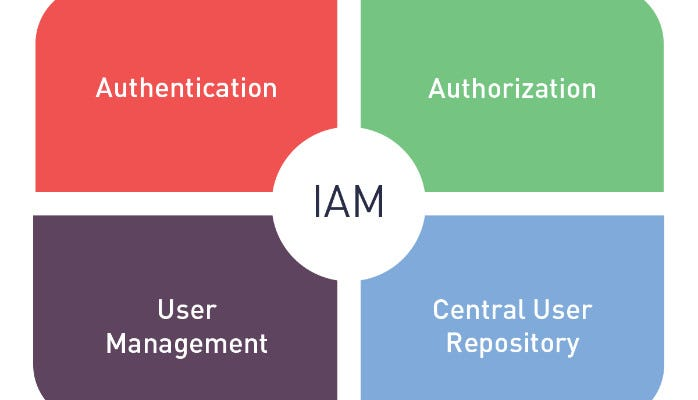 Authentication
Authorization
IAM
User
Management
Central User
Repository